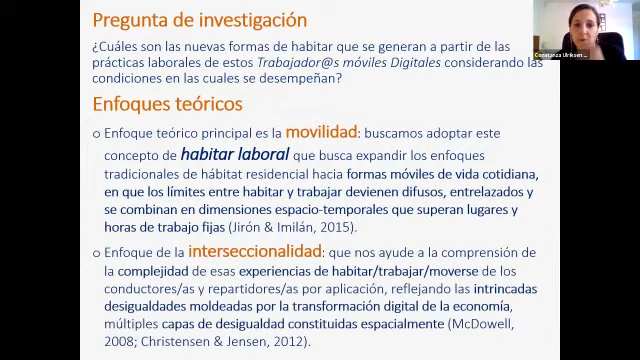 Pregunta de investigación
¿Cuáles son las nuevas formas de habitar que se generan a partir de las
prácticas laborales de estos Trabajador@s móviles Digitales considerando las
condiciones en las cuales se desempeñan?
Enfoques teóricos
o Enfoque teórico principal es la movilidad: buscamos adoptar este
concepto de habitar laboral que busca expandir los enfoques
tradicionales de hábitat residencial hacia formas móviles de vida cotidiana,
en que los límites entre habitar y trabajar devienen difusos, entrelazados y
se combinan en dimensiones espacio-temporales que superan lugares y
horas de trabajo fijas (Jirón & Imilán, 2015).
o Enfoque de la interseccionalidad: que nos ayude a la comprensión de
la complejidad de esas experiencias de habitar/trabajar/moverse de los
conductores/as y repartidores/as por aplicación, reflejando las intrincadas
desigualdades moldeadas por la transformación digital de la economía,
múltiples capas de desigualdad constituidas espacialmente (McDowell,
2008; Christensen & Jensen, 2012).
Constanza Ulriksen ...